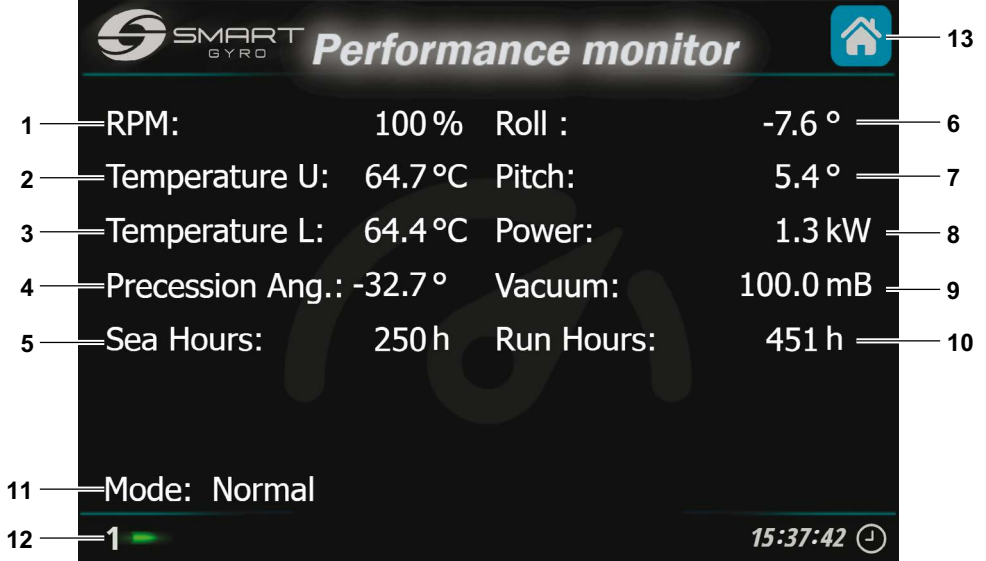 SMART
GYRO
Performance monitor
13
1 RPM: 100 % Roll : -7.6 ° 6
2 Temperature U: 64.7 °C Pitch: 5.4 ° 7
3 Temperature L: 64.4 °C Power: 1.3 kW 8
4 Precession Ang.: -32.7 ° Vacuum: 100.0 mB 9
5 Sea Hours: 250 h Run Hours: 451 h 10
11 Mode: Normal
12 1 15:37:42